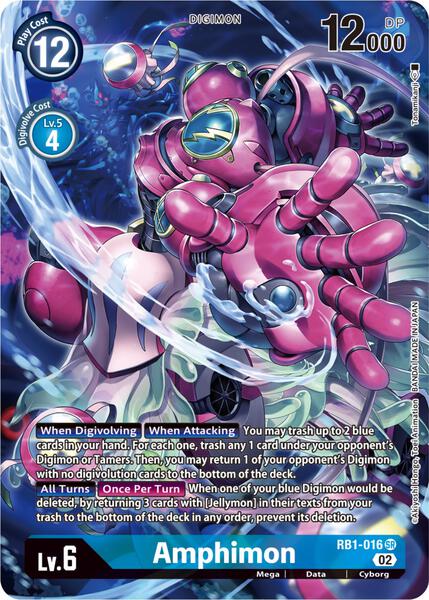 Play Cost
12
DIGIMON
12000
DP
Digivolve Cost
Lv.5
4
Tonamikanji
©Akiyoshi Hongo, Toei Animation BANDAI MADE IN JAPAN
When Digivolving When Attacking You may trash up to 2 blue
cards in your hand. For each one, trash any 1 card under your opponent's
Digimon or Tamers. Then, you may return 1 of your opponent's Digimon
with no digivolution cards to the bottom of the deck.
All Turns Once Per Turn When one of your blue Digimon would be
deleted, by returning 3 cards with [Jellymon] in their texts from your
trash to the bottom of the deck in any order, prevent its deletion.
Lv.6
Amphimon
RB1-016 SR
02
Mega Data Cyborg